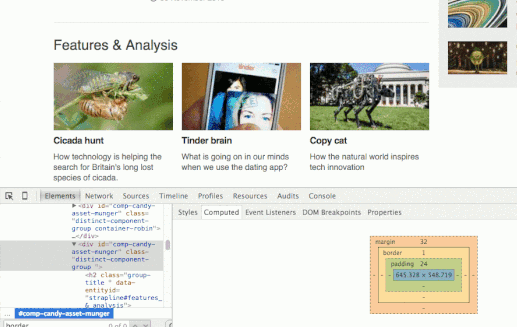 Features & Analysis
tinder
Cicada hunt
Tinder brain
Copy cat
How technology is helping
the search for Britain's long lost
species of cicada.
What is going on in our minds
when we use the dating app?
How the natural world inspires
tech innovation
Elements Network Sources Timeline Profiles Resources Audits Console
Styles Computed Event Listeners DOM Breakpoints Properties
<div id="comp-candy-
asset-munger" class=
"distinct-component-
group container-robin">
…</div>
<div id="comp-candy-
asset-munger" class=
"distinct-component-
group ">
<h2 class="group-
title " data-
entityid=
"strapline#features_
& analysis">
margin 32
border 1
padding 24
645.328 × 548.719
-
-
-
... #comp-candy-asset-munger
border 0 of 0